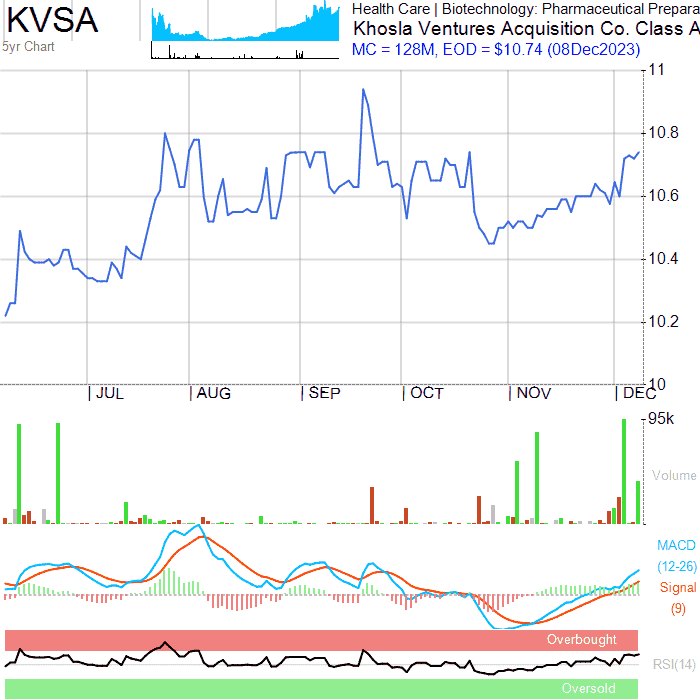 KVSA
5yr Chart
Health Care | Biotechnology: Pharmaceutical Prepara
Khosla Ventures Acquisition Co. Class A
MC = 128M, EOD = $10.74 (08Dec2023)
11
10.8
10.6
10.4
10.2
10
| JUL | AUG | SEP | OCT | NOV | DEC
95k
Volume
MACD
(12-26)
Signal
(9)
Overbought
RSI(14)
Oversold